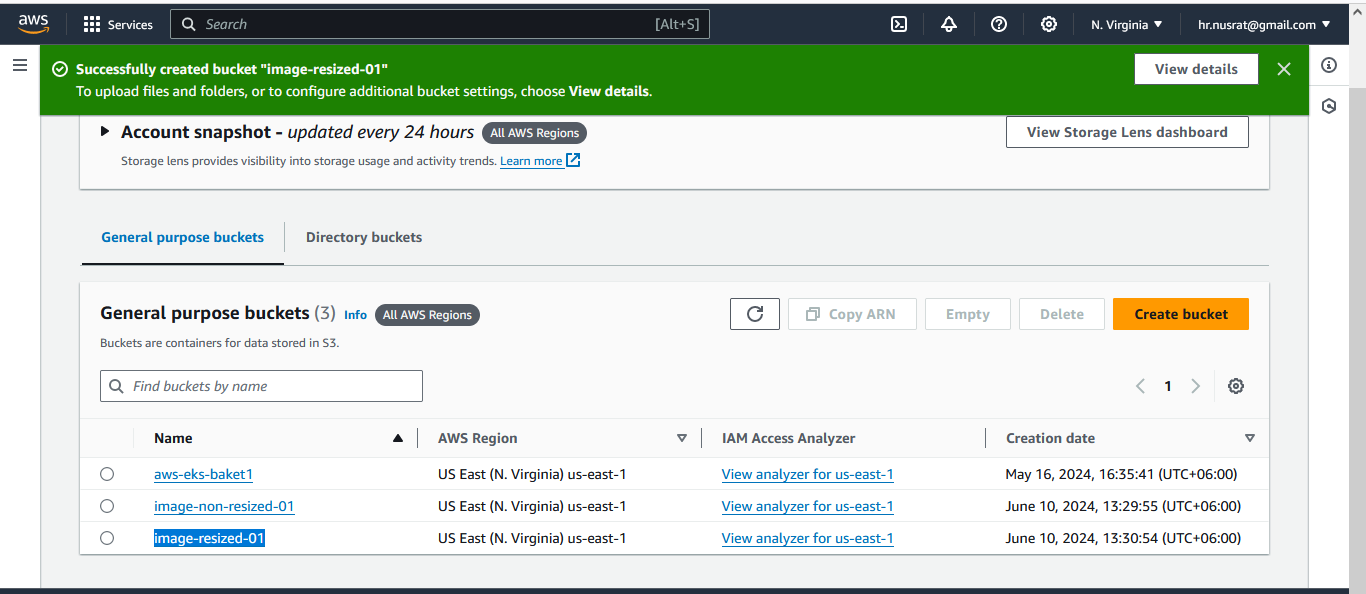 aws Services Search [Alt+S] N. Virginia hr.nusrat@gmail.com
Successfully created bucket "image-resized-01" View details
To upload files and folders, or to configure additional bucket settings, choose View details.
Account snapshot - updated every 24 hours All AWS Regions View Storage Lens dashboard
Storage lens provides visibility into storage usage and activity trends. Learn more
General purpose buckets Directory buckets
General purpose buckets (3) Info All AWS Regions Copy ARN Empty Delete Create bucket
Buckets are containers for data stored in S3.
Find buckets by name 1
Name AWS Region IAM Access Analyzer Creation date
aws-eks-baket1 US East (N. Virginia) us-east-1 View analyzer for us-east-1 May 16, 2024, 16:35:41 (UTC+06:00)
image-non-resized-01 US East (N. Virginia) us-east-1 View analyzer for us-east-1 June 10, 2024, 13:29:55 (UTC+06:00)
image-resized-01 US East (N. Virginia) us-east-1 View analyzer for us-east-1 June 10, 2024, 13:30:54 (UTC+06:00)